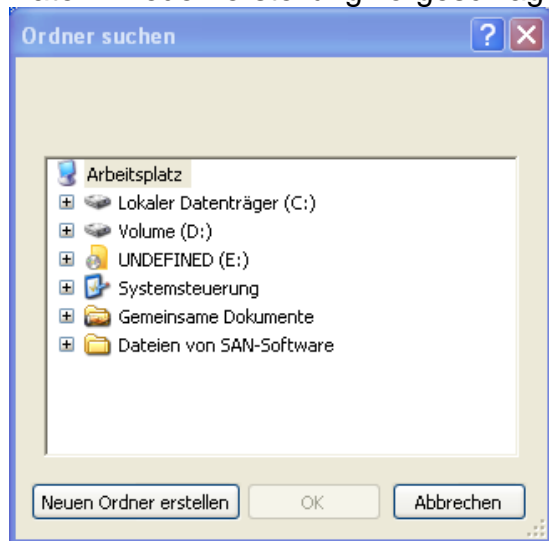 Ordner suchen
Arbeitsplatz
Lokaler Datenträger (C:)
Volume (D:)
UNDEFINED (E:)
Systemsteuerung
Gemeinsame Dokumente
Dateien von SAN-Software
Neuen Ordner erstellen OK Abbrechen